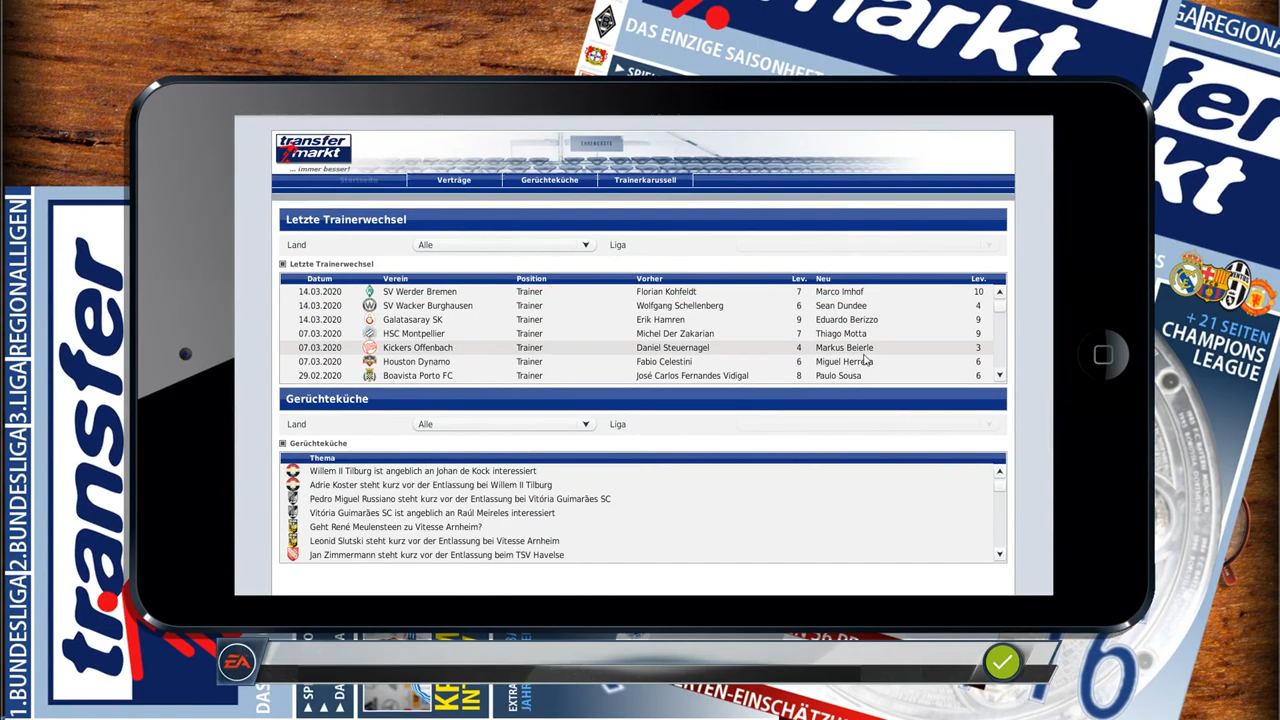 transfer
markt
... immer besser!
EHRENGÄSTE
Startseite
Verträge
Gerüchteküche
Trainerkarussell
Letzte Trainerwechsel
Land Alle Liga
Letzte Trainerwechsel
Datum Verein Position Vorher Lev. Neu Lev.
14.03.2020 SV Werder Bremen Trainer Florian Kohfeldt 7 Marco Imhof 10
14.03.2020 SV Wacker Burghausen Trainer Wolfgang Schellenberg 6 Sean Dundee 4
14.03.2020 Galatasaray SK Trainer Erik Hamren 9 Eduardo Berizzo 9
07.03.2020 HSC Montpellier Trainer Michel Der Zakarian 7 Thiago Motta 9
07.03.2020 Kickers Offenbach Trainer Daniel Steuernagel 4 Markus Beierle 3
07.03.2020 Houston Dynamo Trainer Fabio Celestini 6 Miguel Herrera 6
29.02.2020 Boavista Porto FC Trainer José Carlos Fernandes Vidigal 8 Paulo Sousa 6
Gerüchteküche
Land Alle Liga
Gerüchteküche
Thema
Willem II Tilburg ist angeblich an Johan de Kock interessiert
Adrie Koster steht kurz vor der Entlassung bei Willem II Tilburg
Pedro Miguel Russiano steht kurz vor der Entlassung bei Vitória Guimarães SC
Vitória Guimarães SC ist angeblich an Raúl Meireles interessiert
Geht René Meulensteen zu Vitesse Arnheim?
Leonid Slutski steht kurz vor der Entlassung bei Vitesse Arnheim
Jan Zimmermann steht kurz vor der Entlassung beim TSV Havelse
EA
1.BUNDESLIGA 2.BUNDESLIGA 3.LIGA REGIONALLIGEN
transfer
DAS EINZIGE SAISONHEFT
markt
REGIONA
+ 21 SEITEN
CHAMPIONS
LEAGUE
EXTRA
RTEN-EINSCHÄTZU